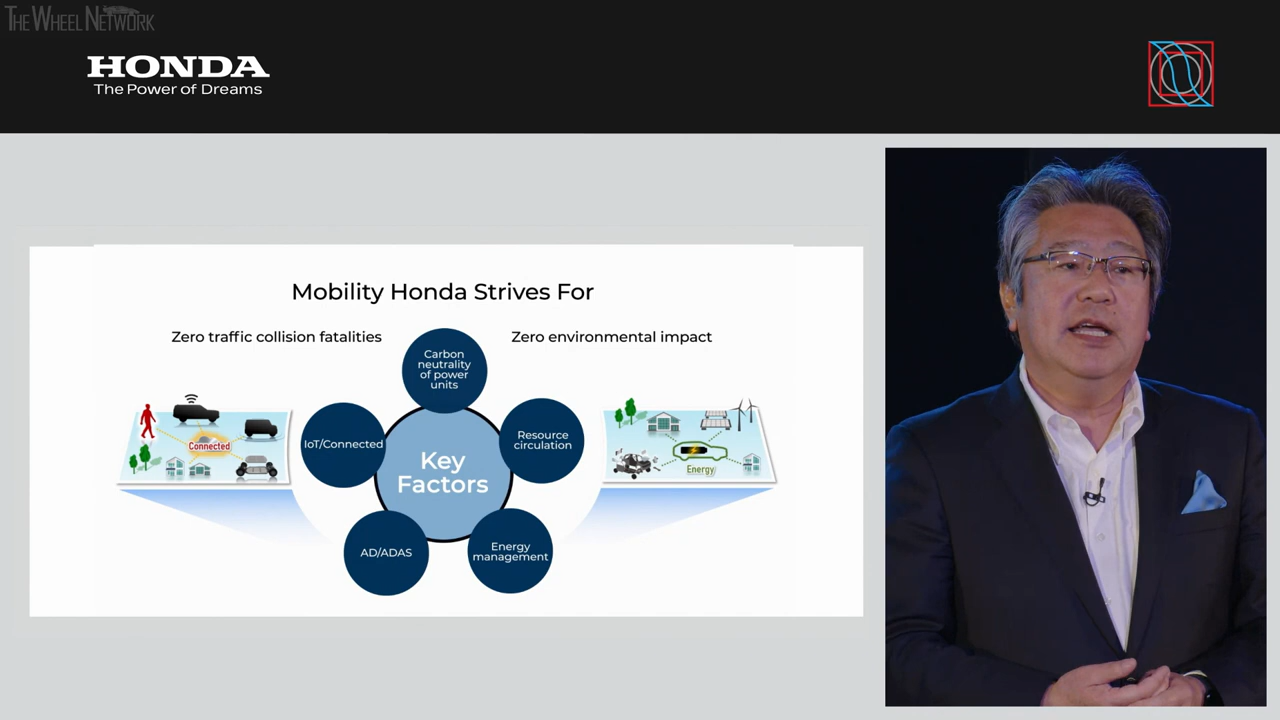 THE WHEEL NETWORK
HONDA
The Power of Dreams
Mobility Honda Strives For
Zero traffic collision fatalities
Zero environmental impact
Carbon
neutrality
of power
units
IoT/Connected
Resource
circulation
Key
Factors
AD/ADAS
Energy
management
Connected
Energy